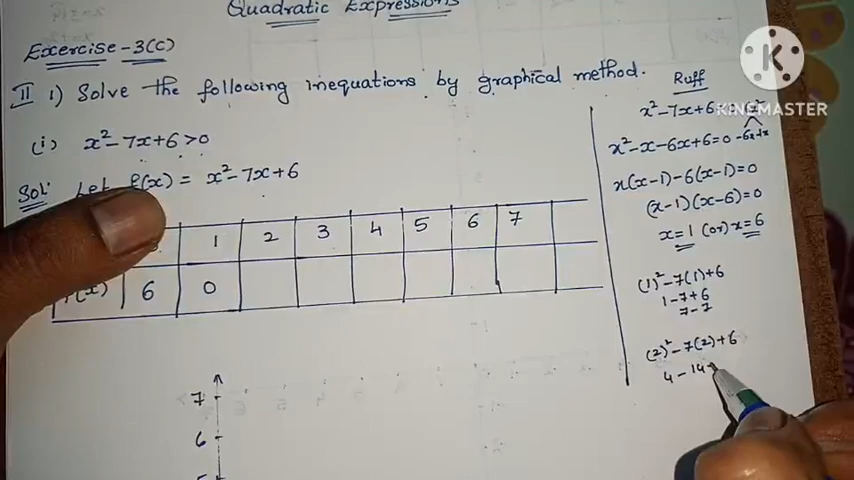 Quadratic Expressions
Exercise-3(C)
II 1) Solve the following inequations by graphical method.
(i) x²-7x+6>0
Sol: Let f(x) = x²-7x+6
1 2 3 4 5 6 7
(x) 6 0
7
6
Ruff
x²-7x+6
x²-x-6x+6=0 -6x+x
x(x-1)-6(x-1)=0
(x-1)(x-6)=0
x=1 (or) x=6
(1)²-7(1)+6
1-7+6
7-7
(2)²-7(2)+6
4-14
KINEMASTER